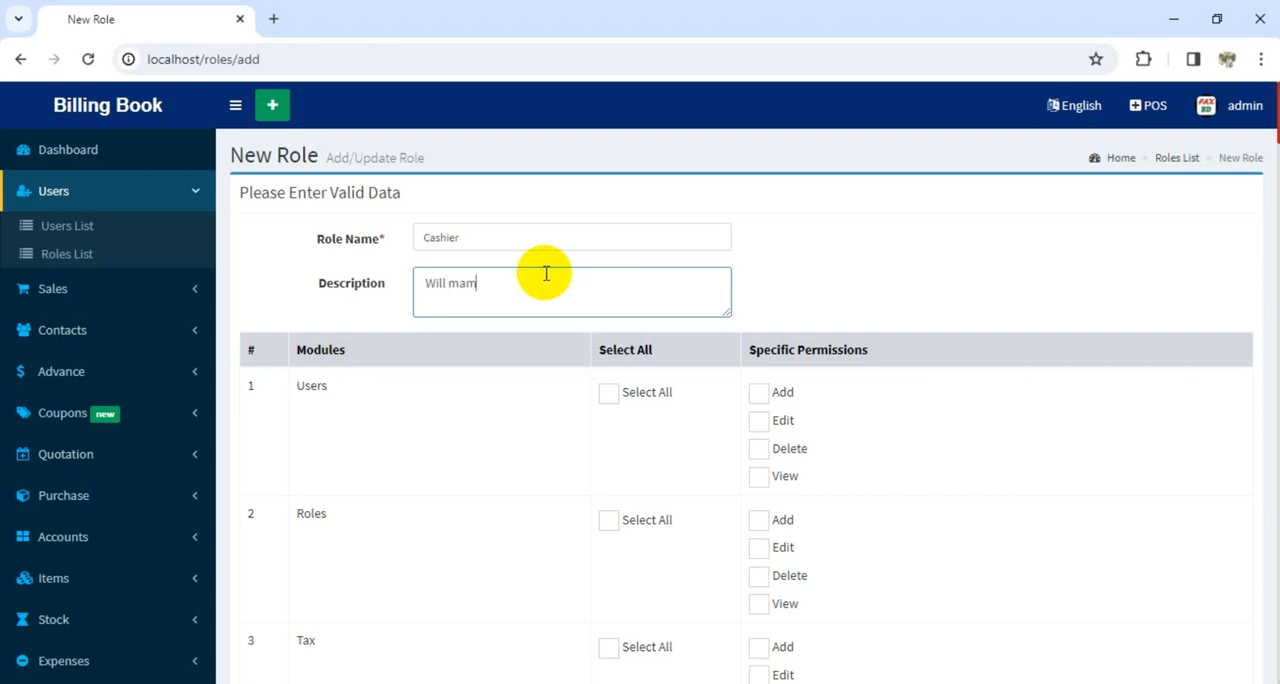 New Role
localhost/roles/add
Billing Book
English
POS
admin
Dashboard
Users
Users List
Roles List
Sales
Contacts
Advance
Coupons new
Quotation
Purchase
Accounts
Items
Stock
Expenses
New Role Add/Update Role
Home > Roles List > New Role
Please Enter Valid Data
Role Name* Cashier
Description Will mam
# Modules Select All Specific Permissions
1 Users Select All Add
Edit
Delete
View
2 Roles Select All Add
Edit
Delete
View
3 Tax Select All Add
Edit